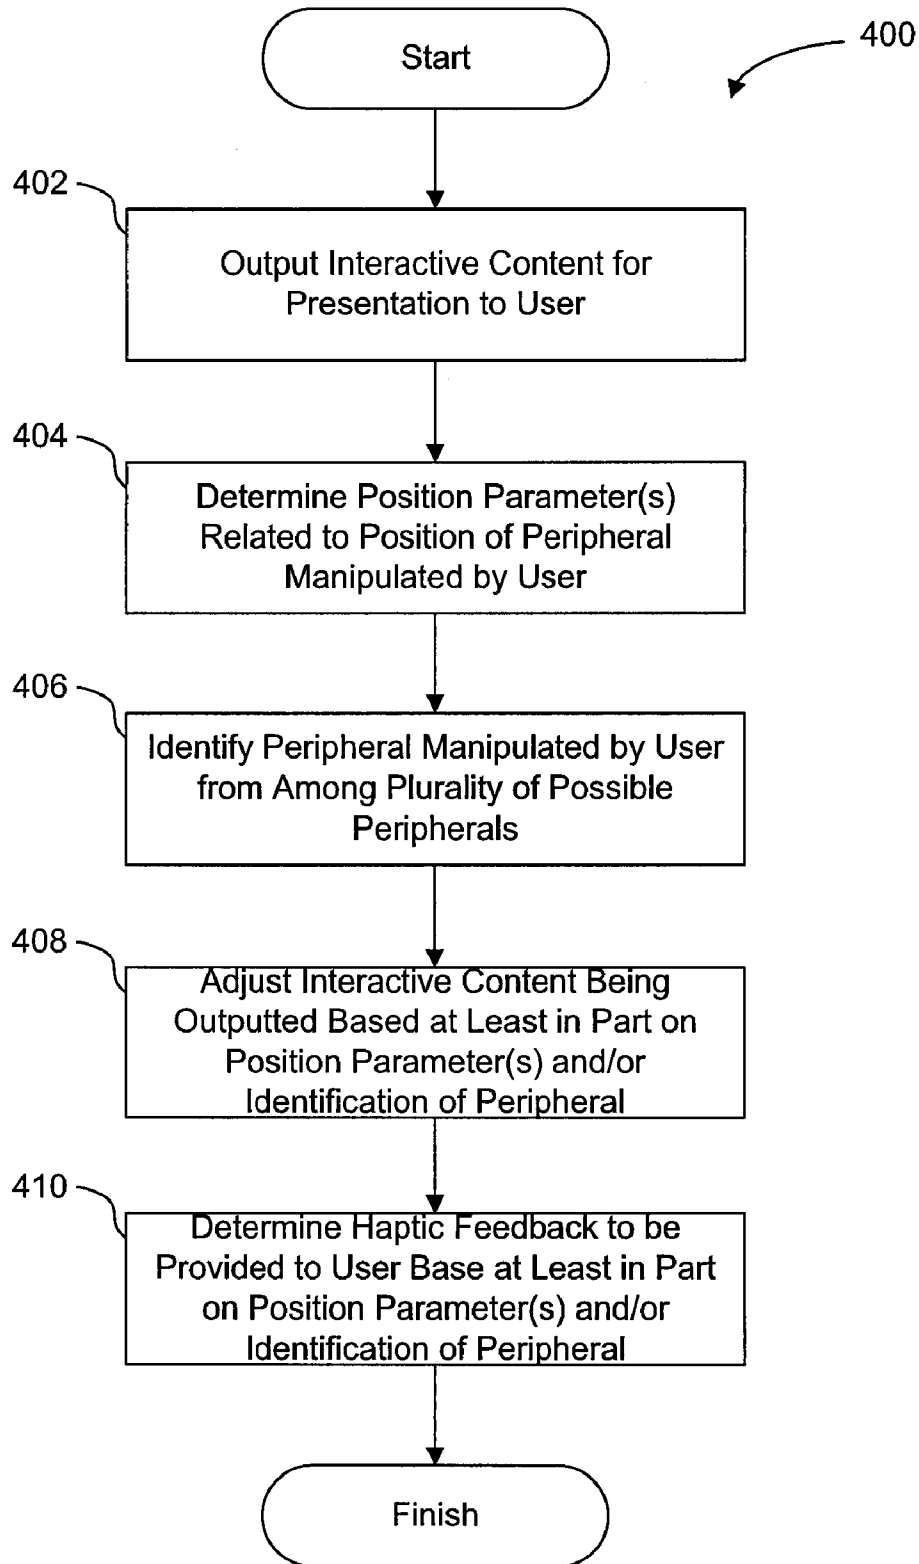 Start
400
402
Output Interactive Content for
Presentation to User
404
Determine Position Parameter(s)
Related to Position of Peripheral
Manipulated by User
406
Identify Peripheral Manipulated by User
from Among Plurality of Possible
Peripherals
408
Adjust Interactive Content Being
Outputted Based at Least in Part on
Position Parameter(s) and/or
Identification of Peripheral
410
Determine Haptic Feedback to be
Provided to User Base at Least in Part
on Position Parameter(s) and/or
Identification of Peripheral
Finish